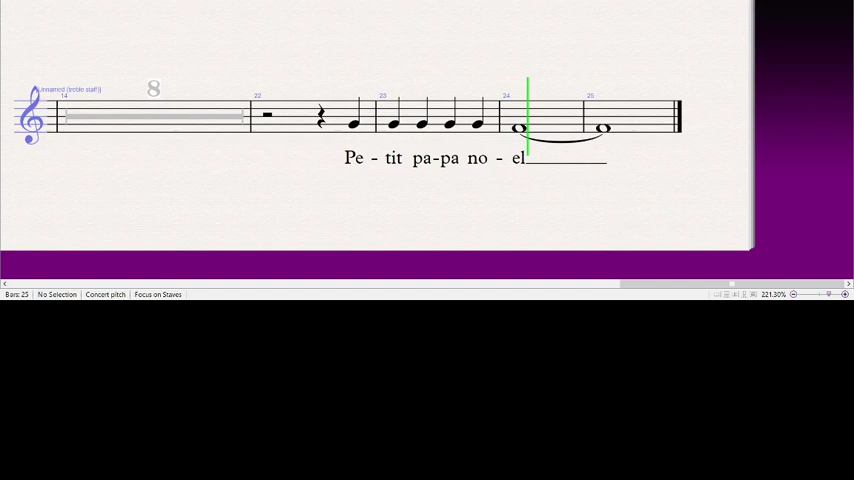 8
[Unnamed (treble staff)]
14 22 23 24 25
Pe - tit pa-pa no - el
Bars: 25 No Selection Concert pitch Focus on Staves 221.30%